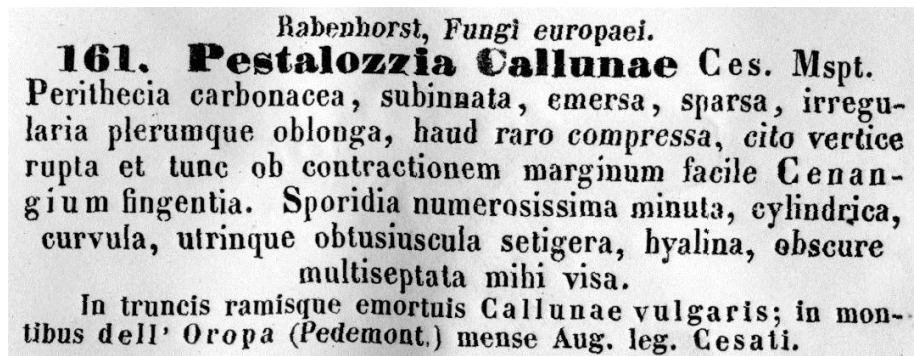 Rabenhorst, Fungi europaei.
161. Pestalozzia Callunae Ces. Mspt.
Perithecia carbonacea, subinnata, emersa, sparsa, irregu-
laria plerumque oblonga, haud raro compressa, cito vertice
rupta et tunc ob contractionem marginum facile Cenan-
gium fingentia. Sporidia numerosissima minuta, cylindrica,
curvula, utrinque obtusiuscula setigera, hyalina, obscure
multiseptata mihi visa.
In truncis ramisque emortuis Callunae vulgaris; in mon-
tibus dell' Oropa (Pedemont.) mense Aug. leg. Cesati.